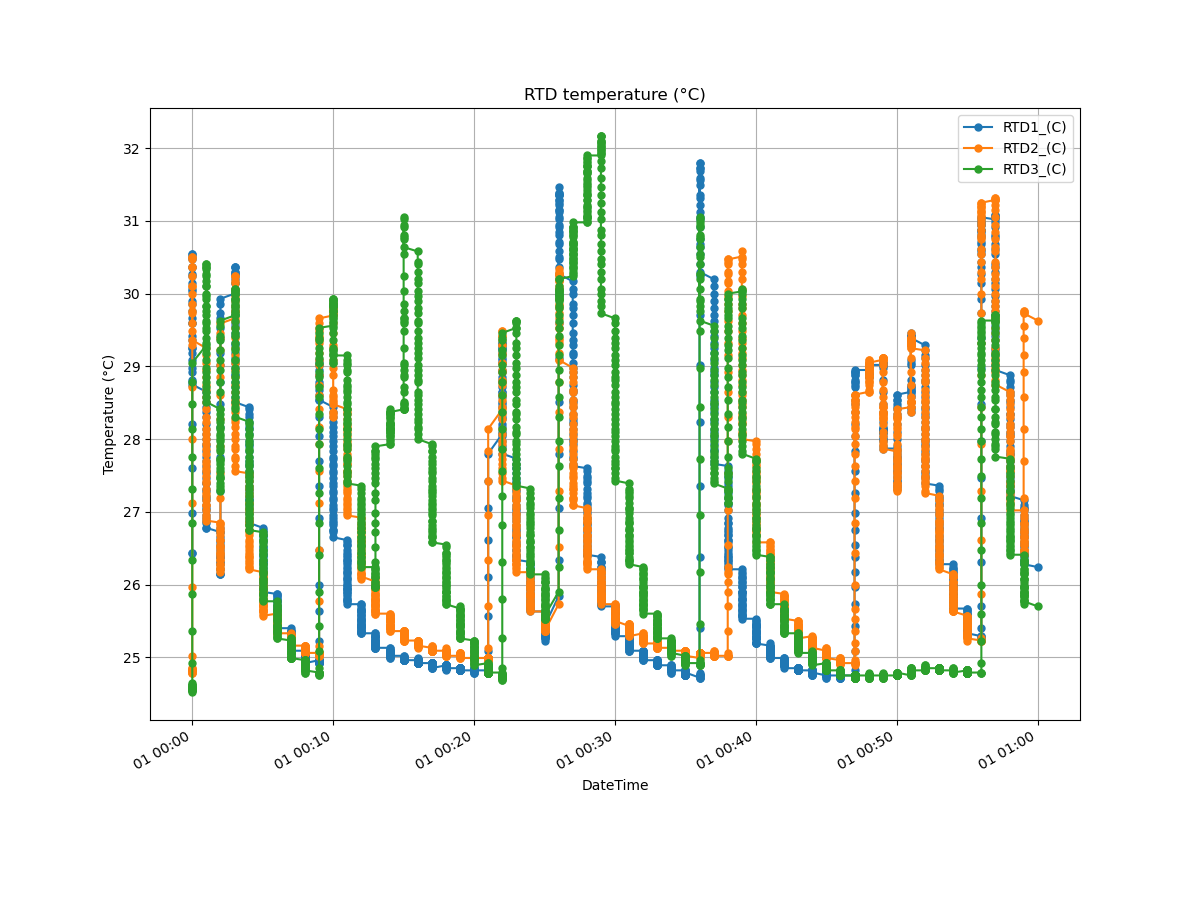 RTD temperature (°C)
RTD1_(C)
RTD2_(C)
RTD3_(C)
32
31
30
29
28
27
26
25
Temperature (°C)
01 00:00
01 00:10
01 00:20
01 00:30
01 00:40
01 00:50
01 01:00
DateTime